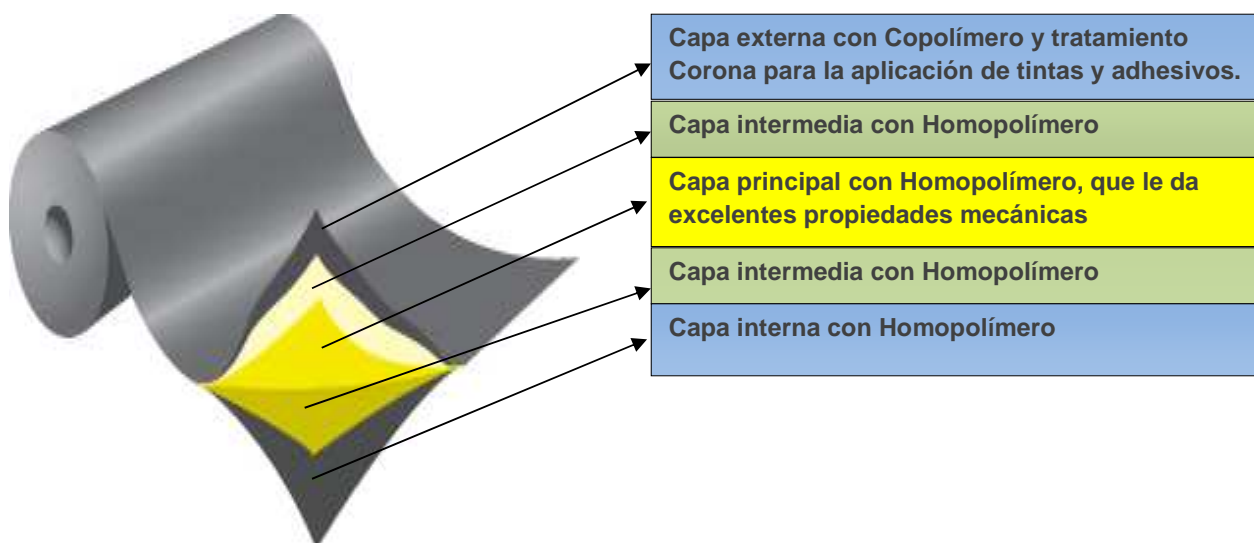 Capa externa con Copolímero y tratamiento
Corona para la aplicación de tintas y adhesivos.
Capa intermedia con Homopolímero
Capa principal con Homopolímero, que le da
excelentes propiedades mecánicas
Capa intermedia con Homopolímero
Capa interna con Homopolímero